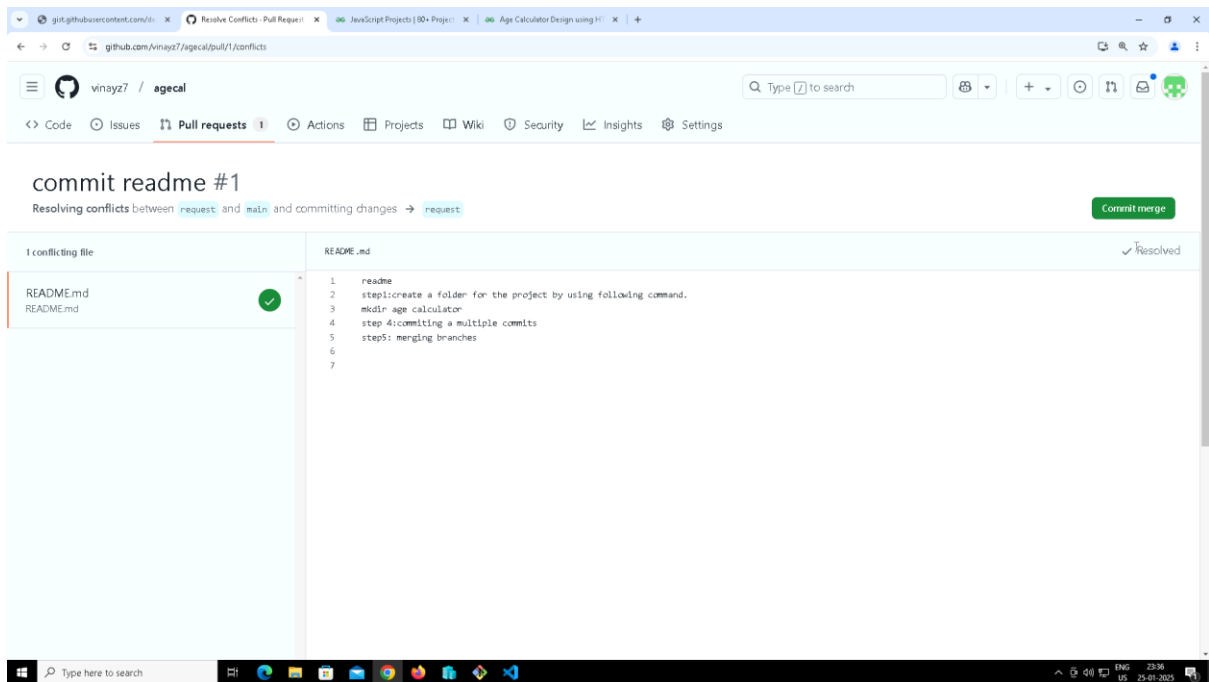 gist.githubusercontent.com/de
Resolve Conflicts · Pull Request
JavaScript Projects | 80+ Project
Age Calculator Design using HT
github.com/vinayz7/agecal/pull/1/conflicts
vinayz7 / agecal
Type / to search
Code Issues Pull requests 1 Actions Projects Wiki Security Insights Settings
commit readme #1
Resolving conflicts between request and main and committing changes → request
Commit merge
1 conflicting file
README.md
Resolved
README.md
README.md
1 readme
2 step1:create a folder for the project by using following command.
3 mkdir age calculator
4 step 4:commiting a multiple commits
5 step5: merging branches
6
7
Type here to search
ENG 23:36
US 25-01-2025